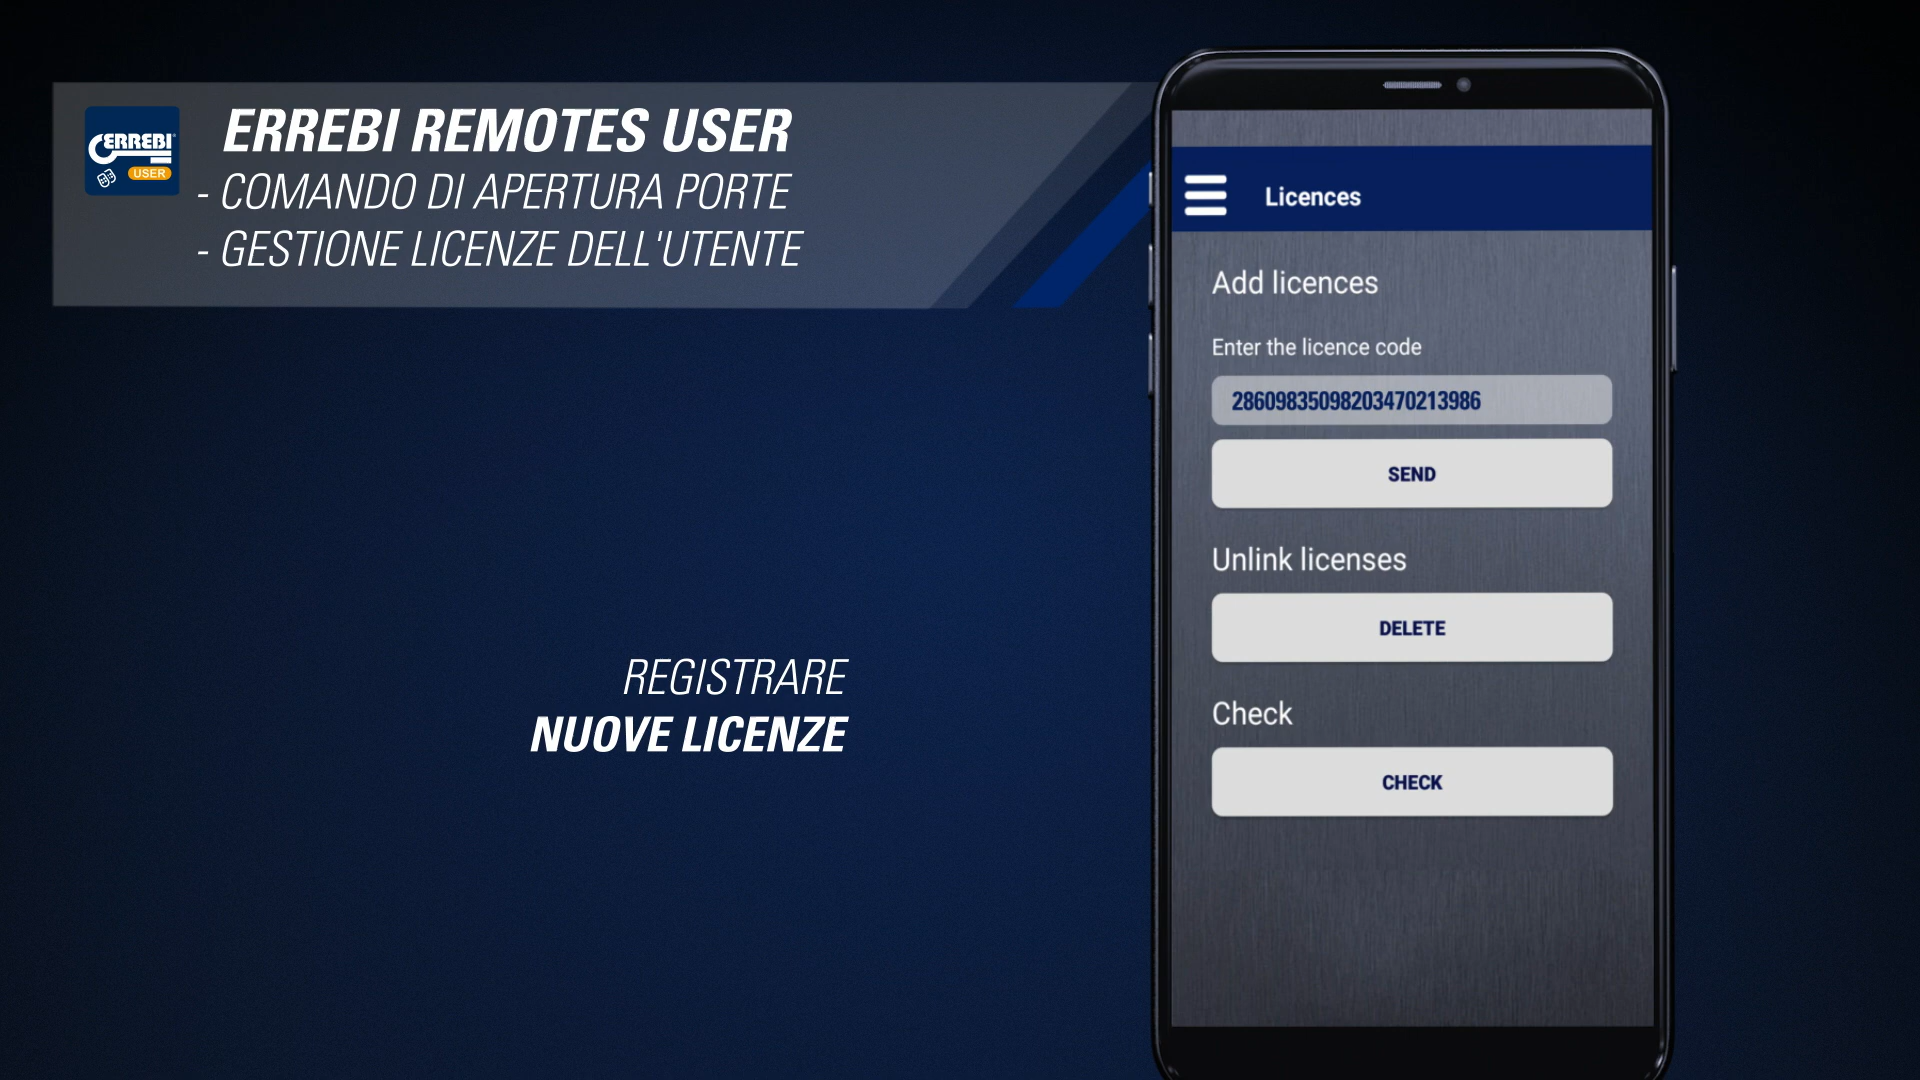 ERREBI
USER
ERREBI REMOTES USER
- COMANDO DI APERTURA PORTE
- GESTIONE LICENZE DELL'UTENTE
REGISTRARE
NUOVE LICENZE
Licences
Add licences
Enter the licence code
28609835098203470213986
SEND
Unlink licenses
DELETE
Check
CHECK